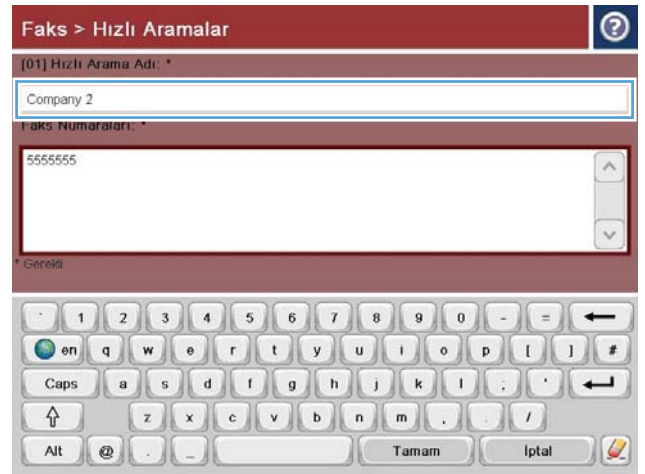 Faks > Hızlı Aramalar
?
[01] Hızlı Arama Adı: *
Company 2
Faks Numaraları: *
5555555
* Gerekli
` 1 2 3 4 5 6 7 8 9 0 - =
en q w e r t y u i o p [ ] #
Caps a s d f g h j k l ; '
z x c v b n m , . /
Alt @ . _ Tamam İptal